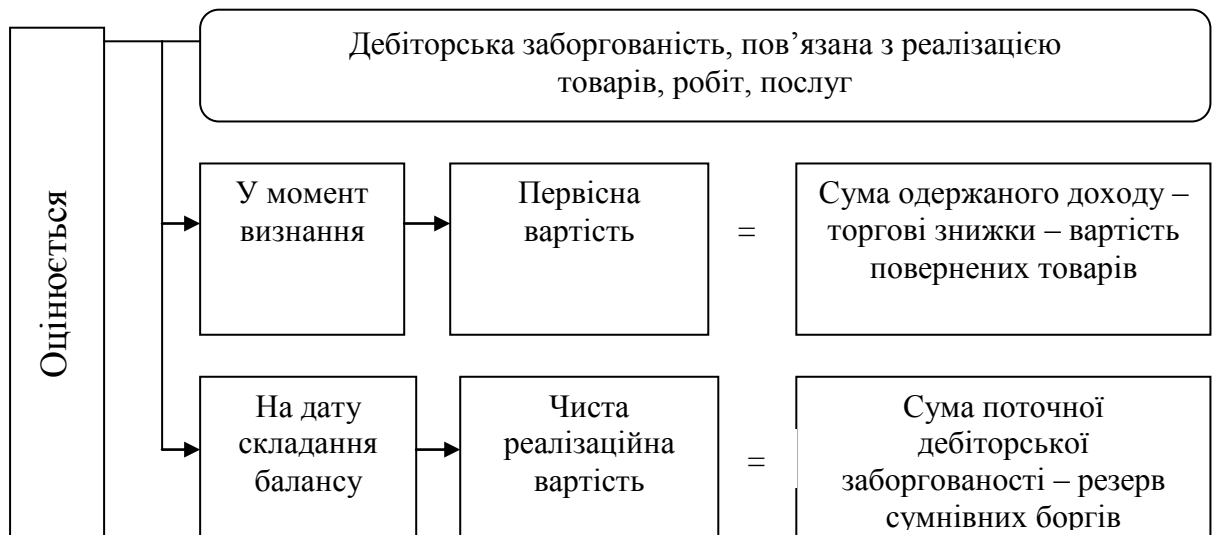 Дебіторська заборгованість, пов’язана з реалізацією
товарів, робіт, послуг
Оцінюється
У момент
визнання
Первісна
вартість
=
Сума одержаного доходу –
торгові знижки – вартість
повернених товарів
На дату
складання
балансу
Чиста
реалізаційна
вартість
=
Сума поточної
дебіторської
заборгованості – резерв
сумнівних боргів